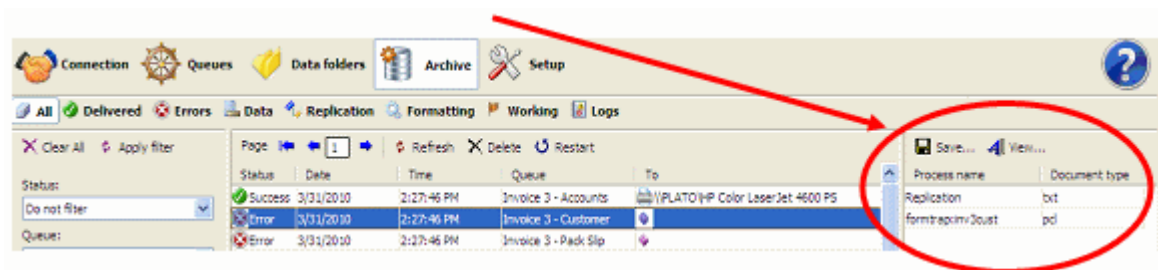 Connection Queues Data folders Archive Setup ?
All Delivered Errors Data Replication Formatting Working Logs
Clear All Apply filter Page 1 Refresh Delete Restart Save... View...
Status: Status Date Time Queue To Process name Document type
Do not filter Success 3/31/2010 2:27:46 PM Invoice 3 - Accounts \\PLATO\HP Color LaserJet 4600 PS Replication txt
Error 3/31/2010 2:27:46 PM Invoice 3 - Customer formtrap:inv3cust pcl
Queue: Error 3/31/2010 2:27:46 PM Invoice 3 - Pack Slip